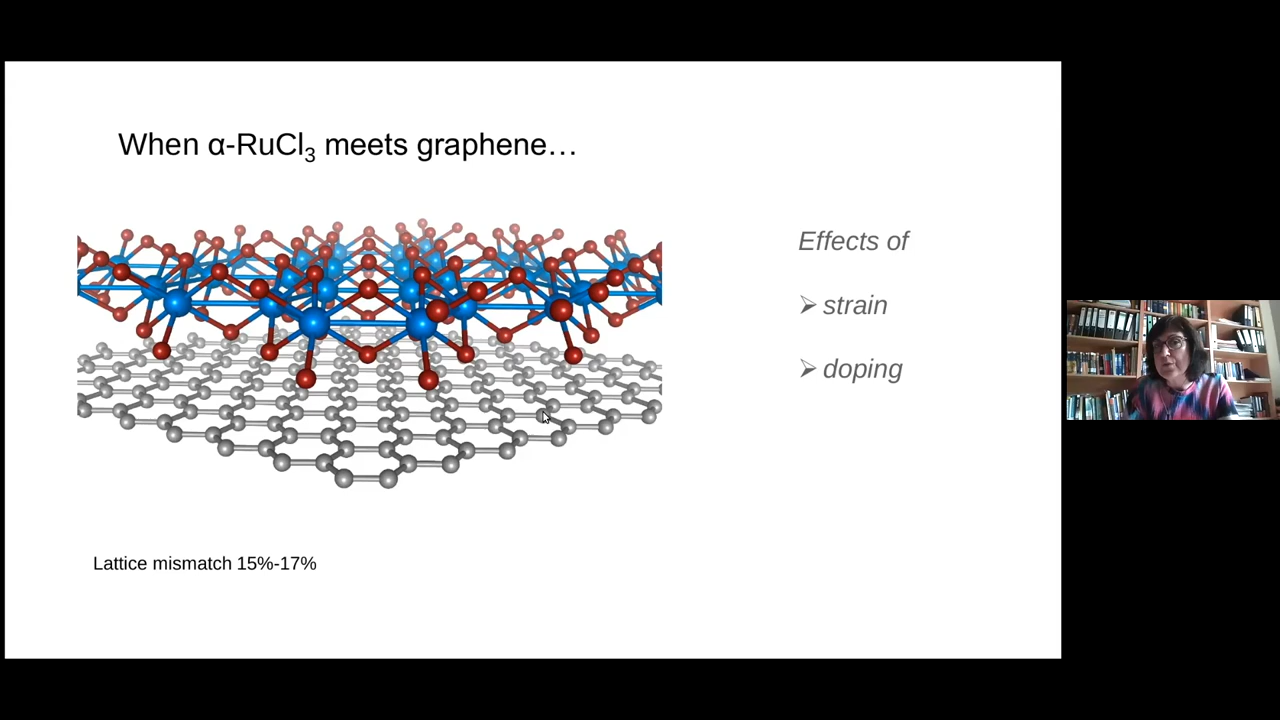 When α-RuCl₃ meets graphene…
Effects of
➢ strain
➢ doping
Lattice mismatch 15%-17%